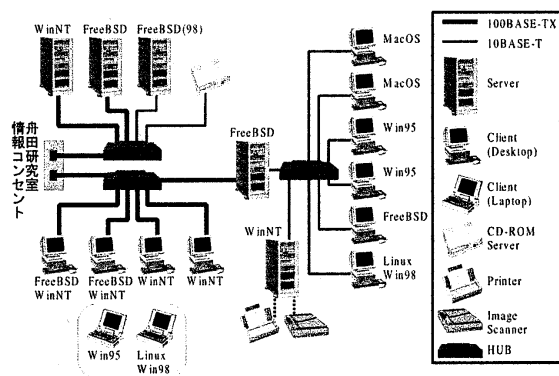 WinNT FreeBSD FreeBSD(98)
舟田研究室
情報コンセント
FreeBSD
WinNT
FreeBSD
WinNT
WinNT
WinNT
Win95
Linux
Win98
FreeBSD
WinNT
MacOS
MacOS
Win95
Win95
FreeBSD
Linux
Win98
100BASE-TX
10BASE-T
Server
Client
(Desktop)
Client
(Laptop)
CD-ROM
Server
Printer
Image
Scanner
HUB